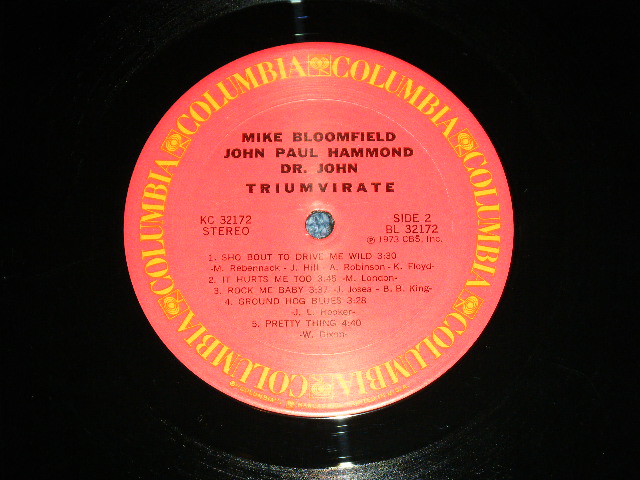 COLUMBIA COLUMBIA COLUMBIA COLUMBIA COLUMBIA COLUMBIA
MIKE BLOOMFIELD
JOHN PAUL HAMMOND
DR. JOHN
TRIUMVIRATE
KC 32172
STEREO
SIDE 2
BL 32172
℗ 1973 CBS, Inc.
1. SHO BOUT TO DRIVE ME WILD 3:30
-M. Rebennack - J. Hill - A. Robinson - K. Floyd-
2. IT HURTS ME TOO 3:45 -M. London-
3. ROCK ME BABY 3:37 -J. Josea - B. B. King-
4. GROUND HOG BLUES 3:28
-J. L. Hooker-
5. PRETTY THING 4:40
-W. Dixon-